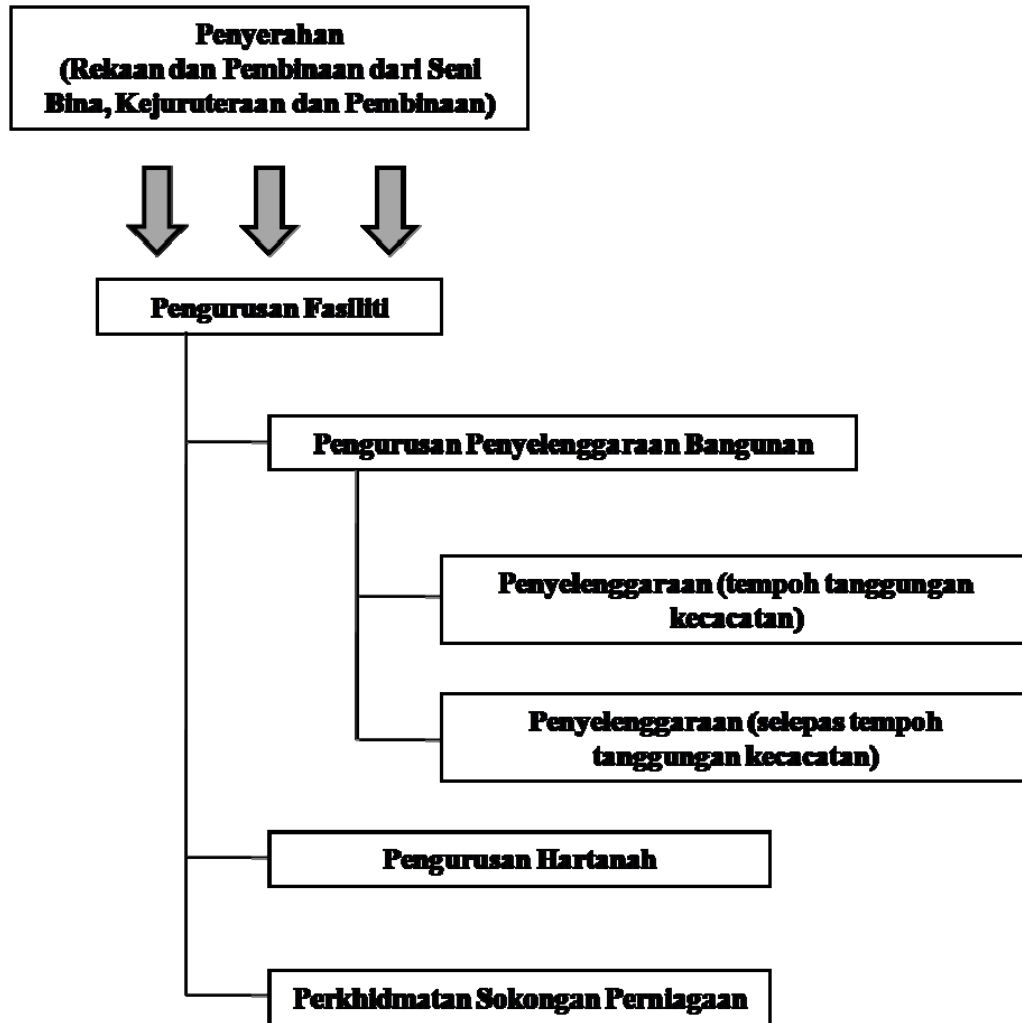 Penyerahan
(Rekaan dan Pembinaan dari Seni
Bina, Kejuruteraan dan Pembinaan)
Pengurusan Fasiliti
Pengurusan Penyelenggaraan Bangunan
Penyelenggaraan (tempoh tanggungan
kecacatan)
Penyelenggaraan (selepas tempoh
tanggungan kecacatan)
Pengurusan Hartanah
Perkhidmatan Sokongan Perniagaan